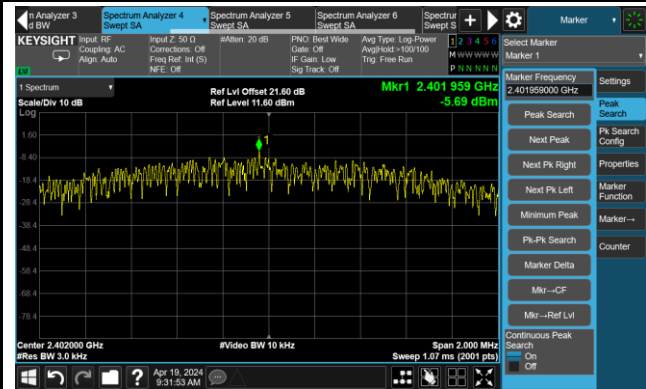 n Analyzer 3
d BW
Spectrum Analyzer 4
Swept SA
Spectrum Analyzer 5
Swept SA
Spectrum Analyzer 6
Swept SA
Spectrur
Swept S
Marker
KEYSIGHT
Input: RF
Coupling: AC
Align: Auto
Input Z: 50 Ω
Corrections: Off
Freq Ref: Int (S)
NFE: Off
#Atten: 20 dB
PNO: Best Wide
Gate: Off
IF Gain: Low
Sig Track: Off
Avg Type: Log-Power
Avg|Hold:>100/100
Trig: Free Run
1 2 3 4 5 6
M W W W W W
P N N N N N
LVI
Select Marker
Marker 1
1 Spectrum
Scale/Div 10 dB
Log
Ref Lvl Offset 21.60 dB
Ref Level 11.60 dBm
Mkr1 2.401 959 GHz
-5.69 dBm
1
1.60
-8.40
-18.4
-28.4
-38.4
-48.4
-58.4
-68.4
-78.4
Center 2.402000 GHz
#Res BW 3.0 kHz
#Video BW 10 kHz
Span 2.000 MHz
Sweep 1.07 ms (2001 pts)
Marker Frequency
2.401959000 GHz
Peak Search
Next Peak
Next Pk Right
Next Pk Left
Minimum Peak
Pk-Pk Search
Marker Delta
Mkr→CF
Mkr→Ref Lvl
Continuous Peak
Search
On
Off
Settings
Peak
Search
Pk Search
Config
Properties
Marker
Function
Marker→
Counter
?
Apr 19, 2024
9:31:53 AM